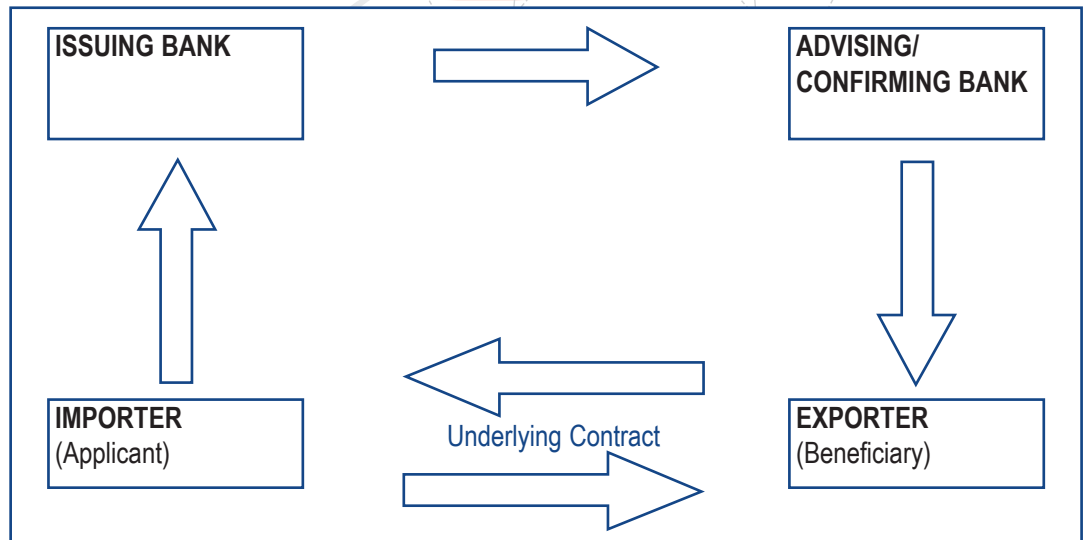 ISSUING BANK
ADVISING/
CONFIRMING BANK
IMPORTER
(Applicant)
Underlying Contract
EXPORTER
(Beneficiary)